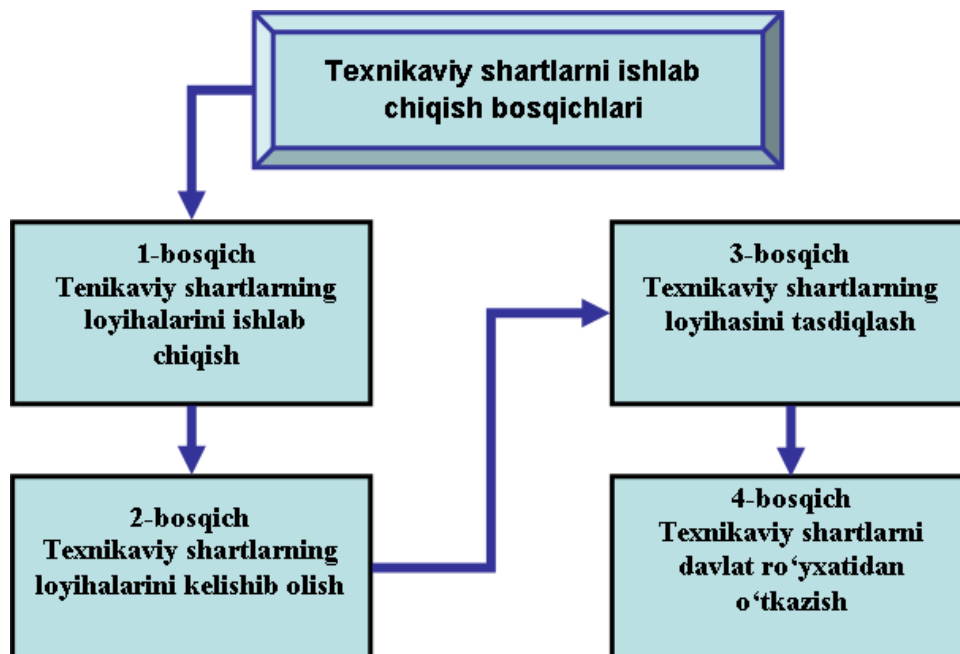 Texnikaviy shartlarni ishlab
chiqish bosqichlari
1-bosqich
Tenikaviy shartlarning
loyihalarini ishlab
chiqish
2-bosqich
Texnikaviy shartlarning
loyihalarini kelishib olish
3-bosqich
Texnikaviy shartlarning
loyihasini tasdiqlash
4-bosqich
Texnikaviy shartlarni
davlat ro‘yxatidan
o‘tkazish